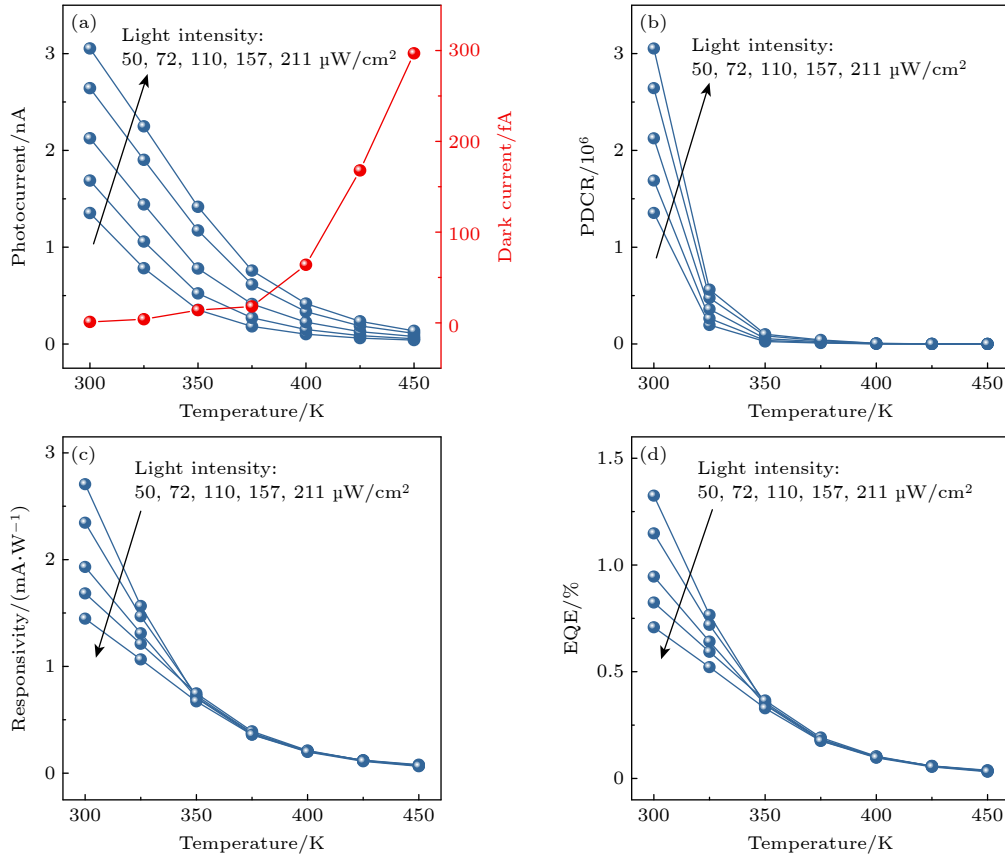 (a)
Light intensity:
50, 72, 110, 157, 211 μW/cm²
Photocurrent/nA
3
2
1
0
Dark current/fA
300
200
100
0
300
350
400
450
Temperature/K
(b)
Light intensity:
50, 72, 110, 157, 211 μW/cm²
PDCR/10⁶
3
2
1
0
300
350
400
450
Temperature/K
(c)
Light intensity:
50, 72, 110, 157, 211 μW/cm²
Responsivity/(mA·W⁻¹)
3
2
1
0
300
350
400
450
Temperature/K
(d)
Light intensity:
50, 72, 110, 157, 211 μW/cm²
EQE/%
1.5
1.0
0.5
0
300
350
400
450
Temperature/K